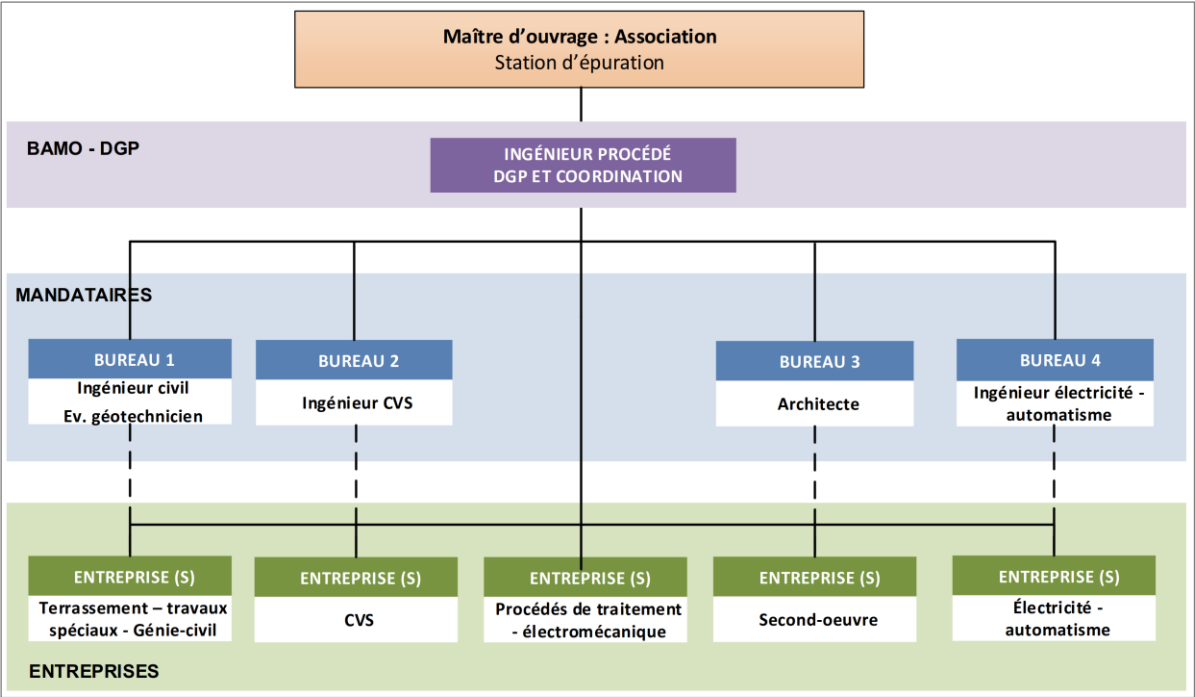 Maître d’ouvrage : Association
Station d’épuration
BAMO - DGP
INGÉNIEUR PROCÉDÉ
DGP ET COORDINATION
MANDATAIRES
BUREAU 1
Ingénieur civil
Ev. géotechnicien
BUREAU 2
Ingénieur CVS
BUREAU 3
Architecte
BUREAU 4
Ingénieur électricité -
automatisme
ENTREPRISE (S)
Terrassement – travaux
spéciaux - Génie-civil
ENTREPRISE (S)
CVS
ENTREPRISE (S)
Procédés de traitement
- électromécanique
ENTREPRISE (S)
Second-oeuvre
ENTREPRISE (S)
Électricité -
automatisme
ENTREPRISES